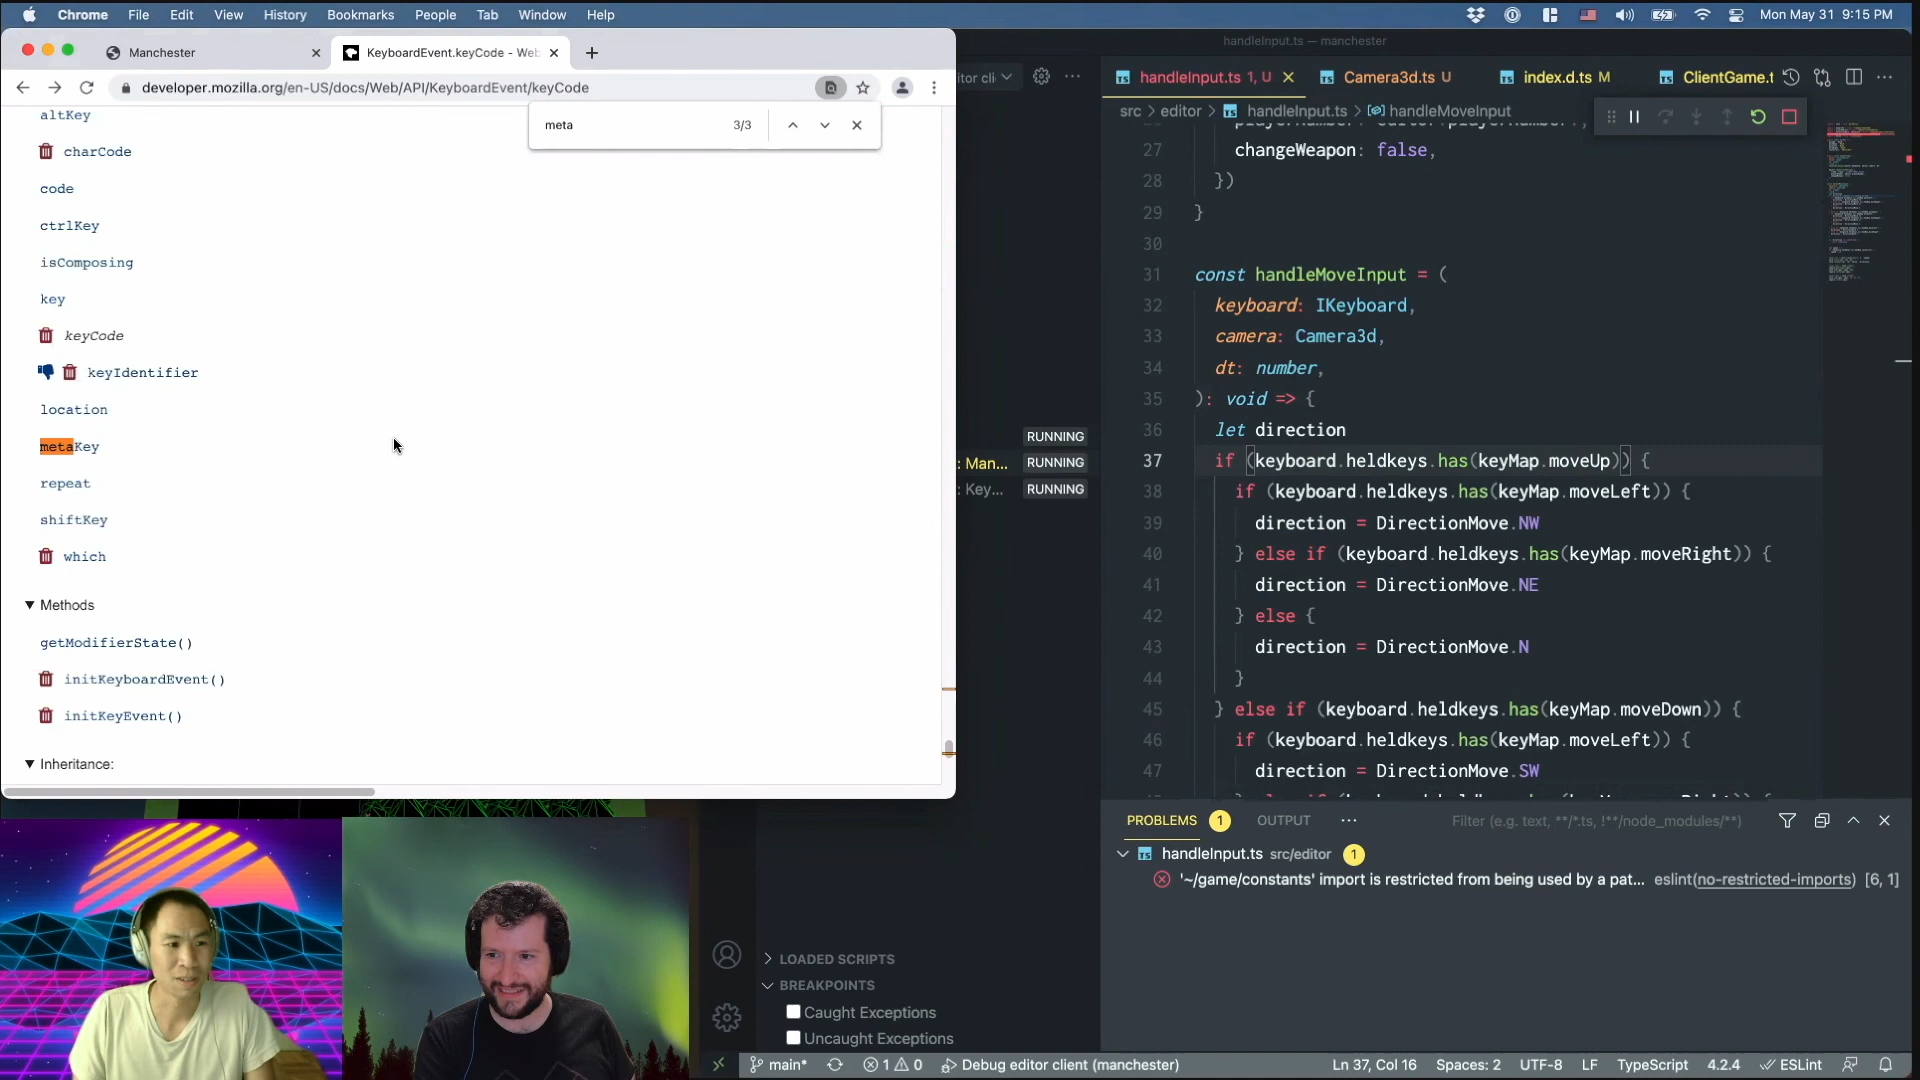 Chrome File Edit View History Bookmarks People Tab Window Help
Mon May 31 9:15 PM
Manchester
KeyboardEvent.keyCode - Web
developer.mozilla.org/en-US/docs/Web/API/KeyboardEvent/keyCode
meta 3/3
altKey
charCode
code
ctrlKey
isComposing
key
keyCode
keyIdentifier
location
metaKey
repeat
shiftKey
which
Methods
getModifierState()
initKeyboardEvent()
initKeyEvent()
Inheritance:
handleInput.ts — manchester
itor cli
RUNNING
: Man... RUNNING
: Key... RUNNING
LOADED SCRIPTS
BREAKPOINTS
Caught Exceptions
Uncaught Exceptions
handleInput.ts 1, U
Camera3d.ts U
index.d.ts M
ClientGame.t
src > editor > TS handleInput.ts > handleMoveInput
27 changeWeapon: false,
28 })
29 }
30
31 const handleMoveInput = (
32 keyboard: IKeyboard,
33 camera: Camera3d,
34 dt: number,
35 ): void => {
36 let direction
37 if (keyboard.heldkeys.has(keyMap.moveUp)) {
38 if (keyboard.heldkeys.has(keyMap.moveLeft)) {
39 direction = DirectionMove.NW
40 } else if (keyboard.heldkeys.has(keyMap.moveRight)) {
41 direction = DirectionMove.NE
42 } else {
43 direction = DirectionMove.N
44 }
45 } else if (keyboard.heldkeys.has(keyMap.moveDown)) {
46 if (keyboard.heldkeys.has(keyMap.moveLeft)) {
47 direction = DirectionMove.SW
PROBLEMS 1 OUTPUT ···
Filter (e.g. text, **/*.ts, !**/node_modules/**)
TS handleInput.ts src/editor 1
'~/game/constants' import is restricted from being used by a pat... eslint(no-restricted-imports) [6, 1]
main* 1 0 Debug editor client (manchester)
Ln 37, Col 16 Spaces: 2 UTF-8 LF TypeScript 4.2.4 ESLint